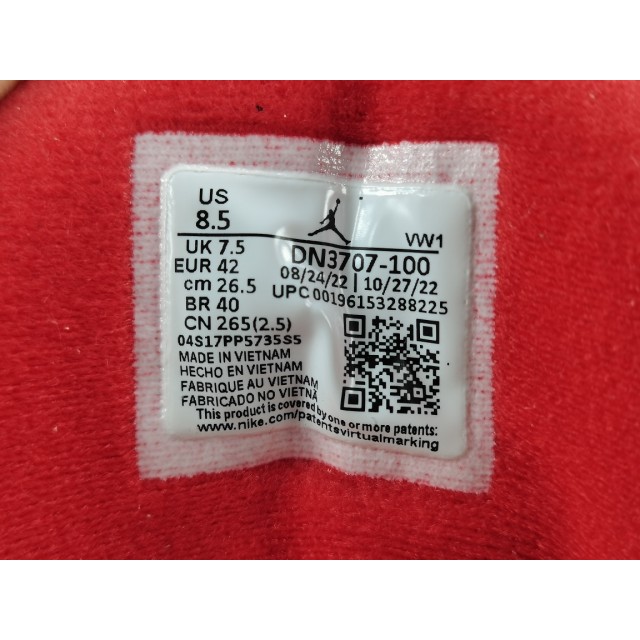 US
8.5
VW1
UK 7.5
EUR 42
cm 26.5
BR 40
CN 265(2.5)
DN3707-100
08/24/22 | 10/27/22
UPC 00196153288225
04S17PP5735S5
MADE IN VIETNAM
HECHO EN VIETNAM
FABRIQUE AU VIETNAM
FABRICADO NO VIETNÃ
This product is covered by one or more patents.
www.nike.com/patentsvirtualmarking